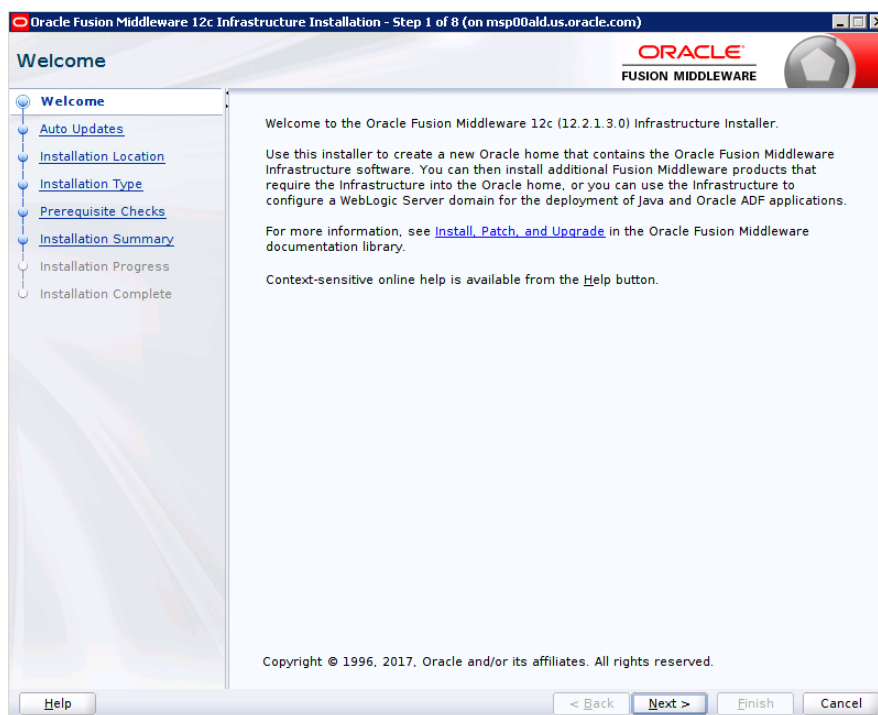 Oracle Fusion Middleware 12c Infrastructure Installation - Step 1 of 8 (on msp00ald.us.oracle.com)
Welcome
ORACLE
FUSION MIDDLEWARE
Welcome
Auto Updates
Installation Location
Installation Type
Prerequisite Checks
Installation Summary
Installation Progress
Installation Complete
Welcome to the Oracle Fusion Middleware 12c (12.2.1.3.0) Infrastructure Installer.
Use this installer to create a new Oracle home that contains the Oracle Fusion Middleware
Infrastructure software. You can then install additional Fusion Middleware products that
require the Infrastructure into the Oracle home, or you can use the Infrastructure to
configure a WebLogic Server domain for the deployment of Java and Oracle ADF applications.
For more information, see Install, Patch, and Upgrade in the Oracle Fusion Middleware
documentation library.
Context-sensitive online help is available from the Help button.
Copyright © 1996, 2017, Oracle and/or its affiliates. All rights reserved.
Help
< Back
Next >
Finish
Cancel